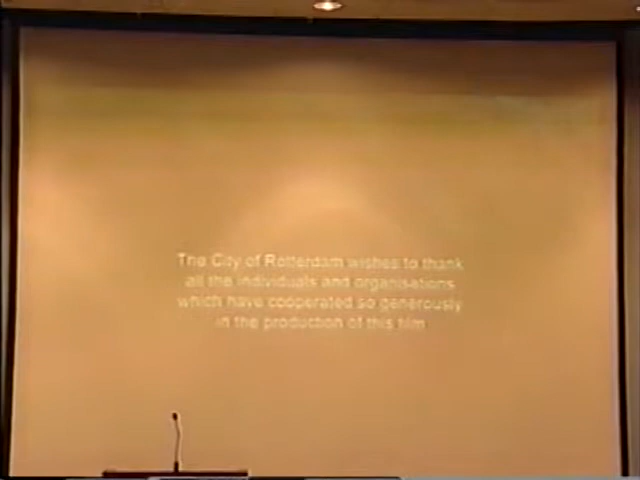 The City of Rotterdam wishes to thank
all the individuals and organisations
which have cooperated so generously
in the production of this film